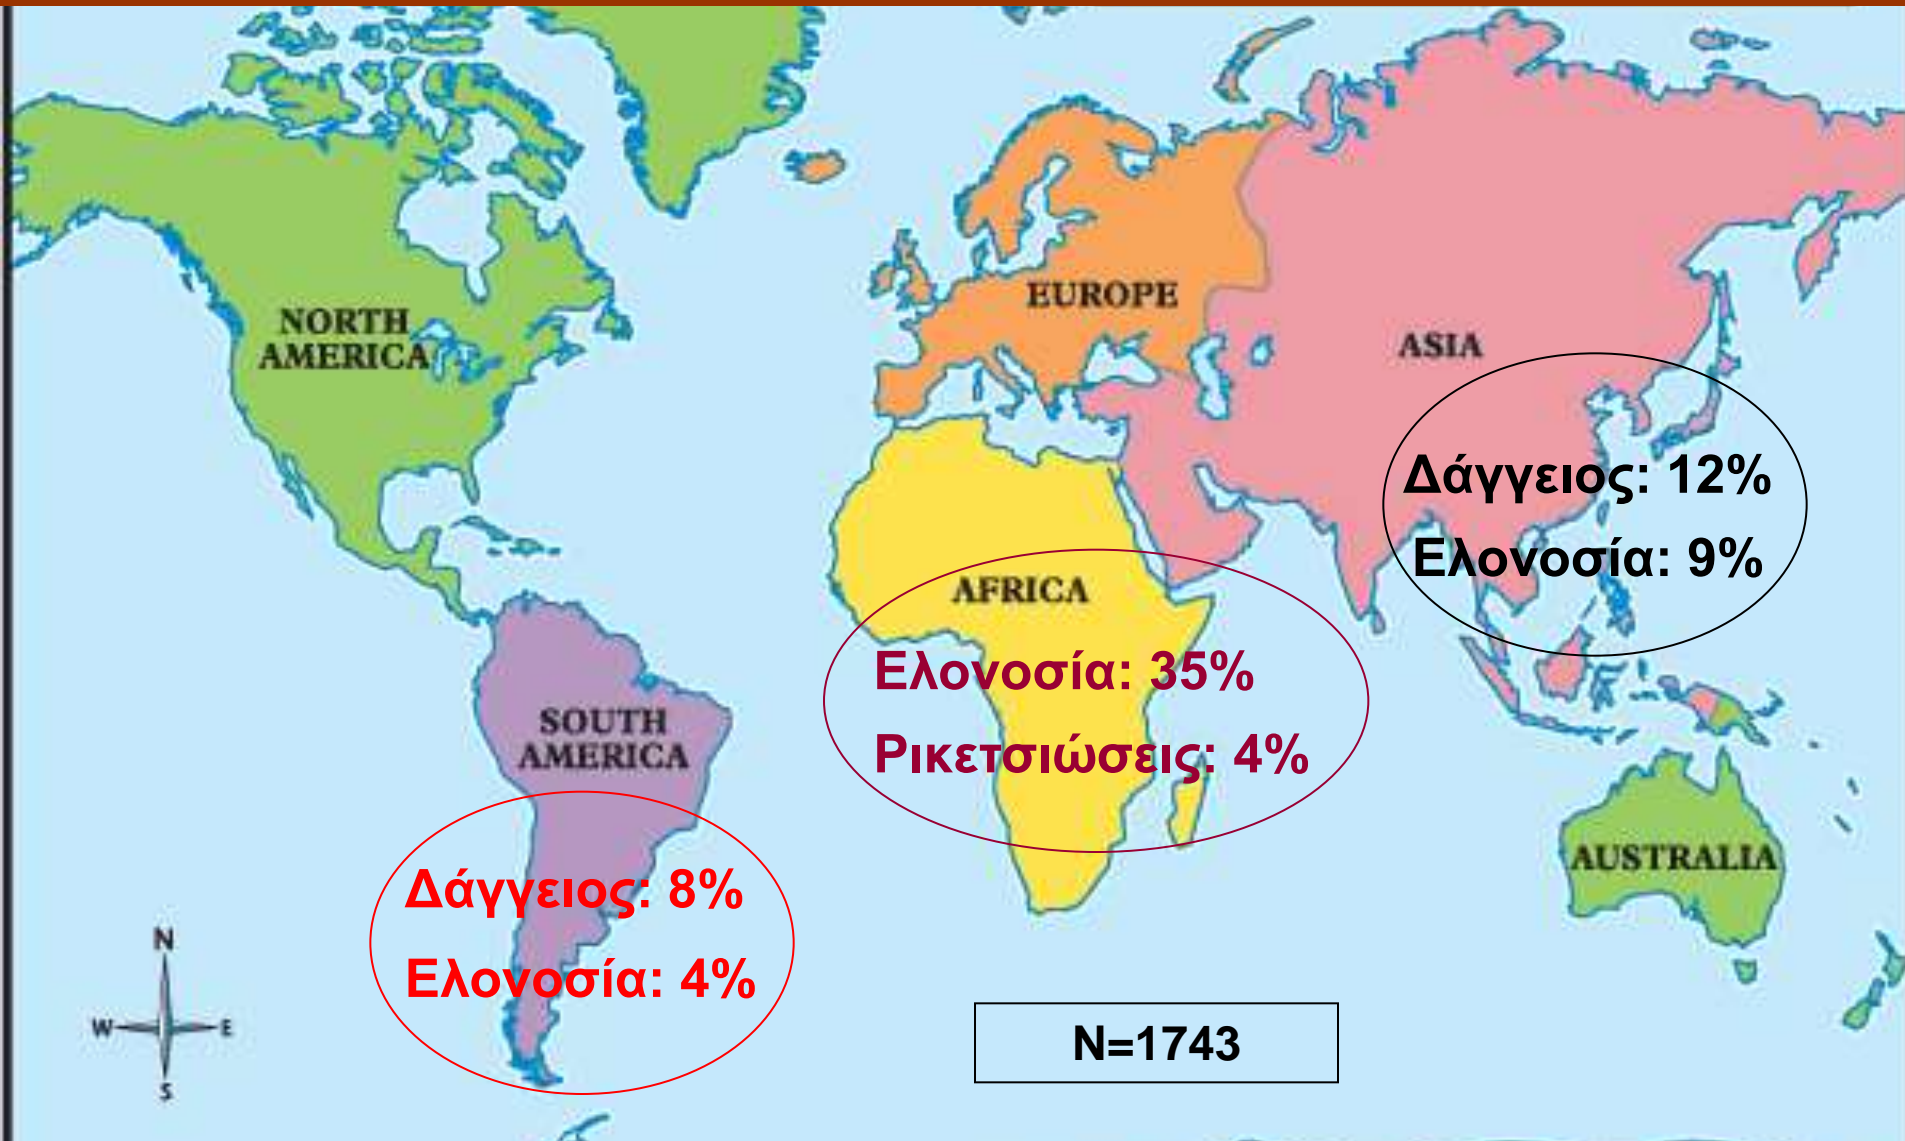 NORTH
AMERICA
EUROPE
ASIA
Δάγγειος: 12%
Ελονοσία: 9%
AFRICA
Ελονοσία: 35%
Ρικετσιώσεις: 4%
SOUTH
AMERICA
AUSTRALIA
Δάγγειος: 8%
Ελονοσία: 4%
N
W E
S
N=1743